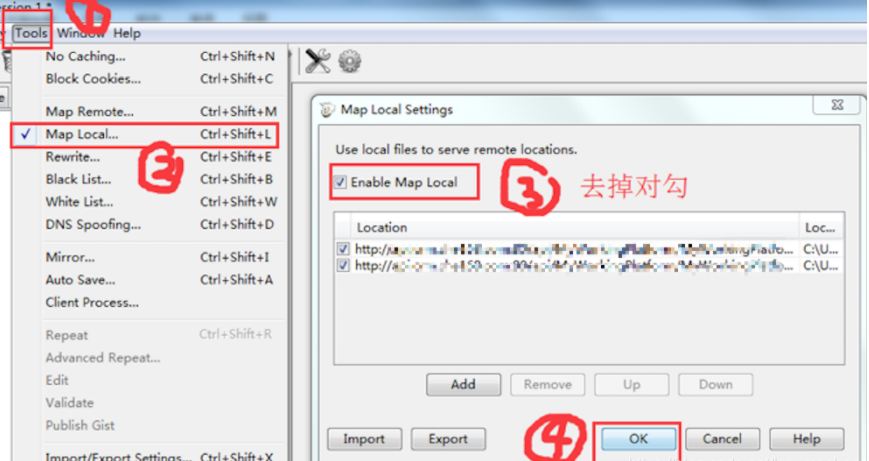 ession 1 *
①
Tools Window Help
No Caching... Ctrl+Shift+N
Block Cookies... Ctrl+Shift+C
Map Remote... Ctrl+Shift+M
✓ Map Local... Ctrl+Shift+L
②
Rewrite... Ctrl+Shift+E
Black List... Ctrl+Shift+B
White List... Ctrl+Shift+W
DNS Spoofing... Ctrl+Shift+D
Mirror... Ctrl+Shift+I
Auto Save... Ctrl+Shift+A
Client Process...
Repeat Ctrl+Shift+R
Advanced Repeat...
Edit
Validate
Publish Gist
Import/Export Settings... Ctrl+Shift+X
Map Local Settings
Use local files to serve remote locations.
Enable Map Local
③ 去掉对勾
Location Loc...
http:// C:\U...
http:// C:\U...
Add Remove Up Down
Import Export ④ OK Cancel Help